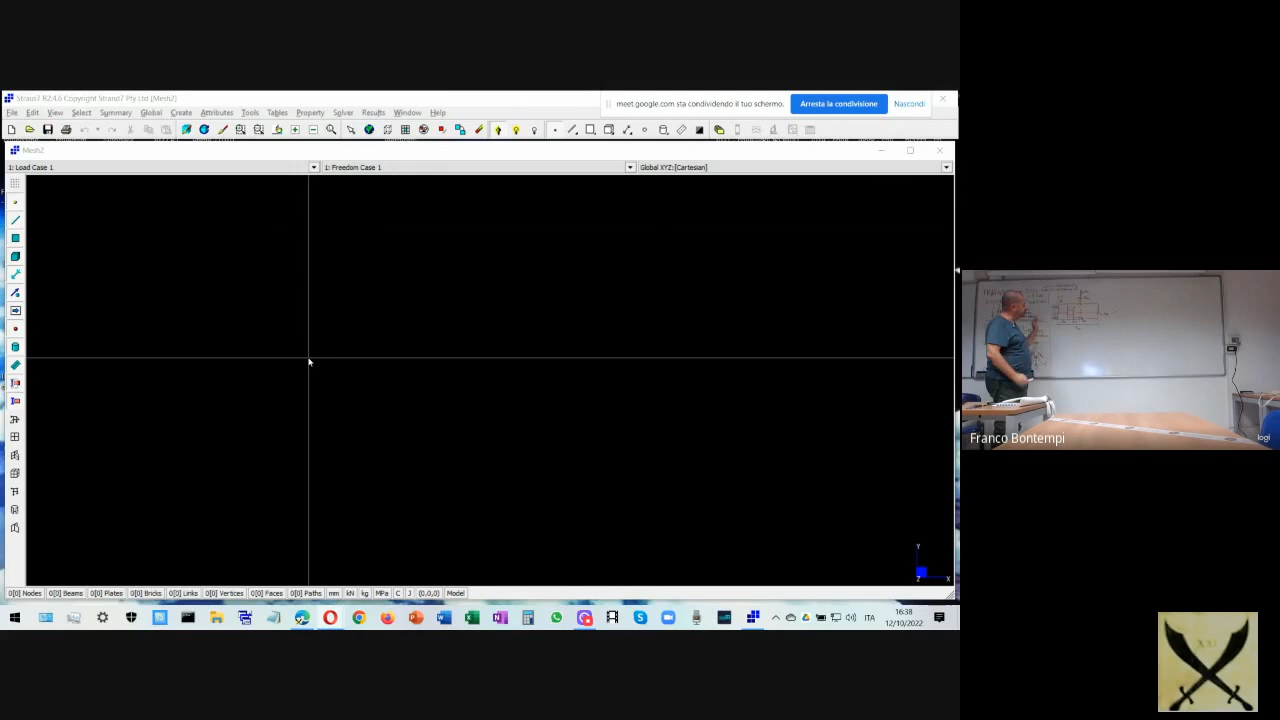 Straus7 R2.4.6 Copyright Strand7 Pty Ltd [Mesh2]
meet.google.com sta condividendo il tuo schermo.
Arresta la condivisione
Nascondi
File Edit View Select Summary Global Create Attributes Tools Tables Property Solver Results Window Help
Mesh2
1: Load Case 1
1: Freedom Case 1
Global XYZ:[Cartesian]
Y
Z
X
0[0] Nodes 0[0] Beams 0[0] Plates 0[0] Bricks 0[0] Links 0[0] Vertices 0[0] Faces 0[0] Paths mm kN kg MPa C J (0,0,0) Model
ITA
16:38
12/10/2022
Franco Bontempi
logi
XXI